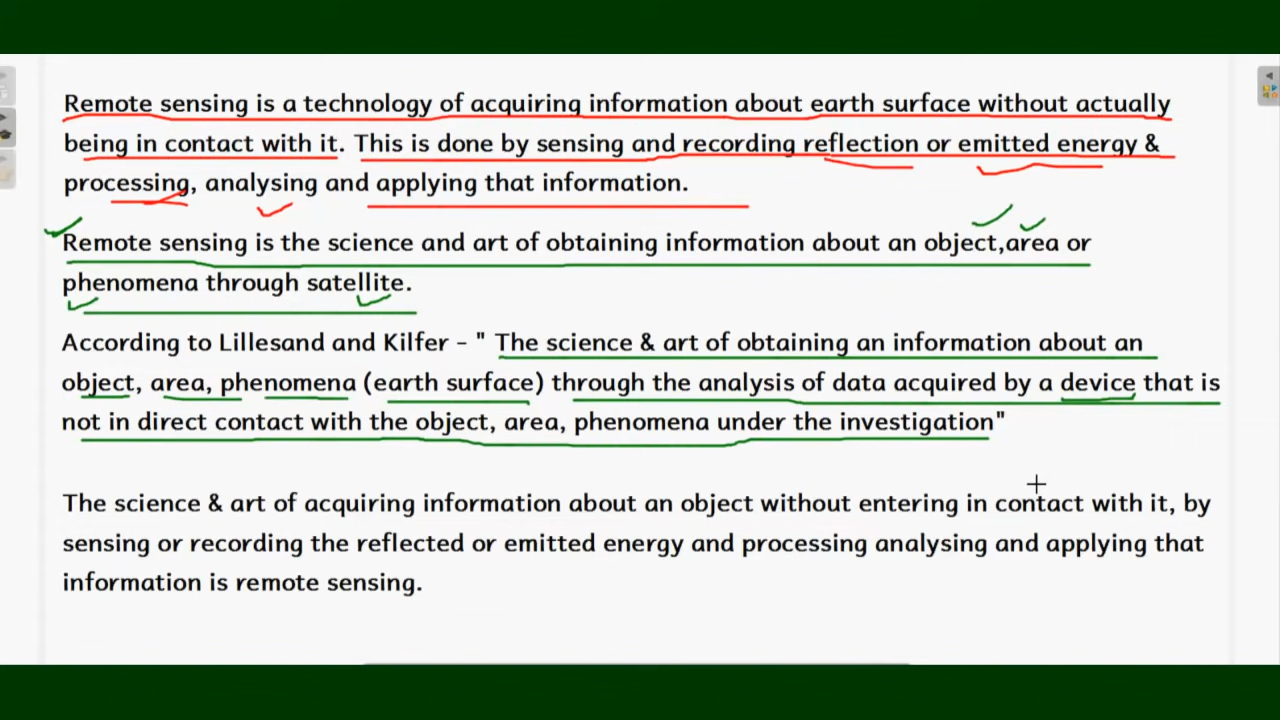 Remote sensing is a technology of acquiring information about earth surface without actually
being in contact with it. This is done by sensing and recording reflection or emitted energy &
processing, analysing and applying that information.
Remote sensing is the science and art of obtaining information about an object,area or
phenomena through satellite.
According to Lillesand and Kilfer - " The science & art of obtaining an information about an
object, area, phenomena (earth surface) through the analysis of data acquired by a device that is
not in direct contact with the object, area, phenomena under the investigation"
The science & art of acquiring information about an object without entering in contact with it, by
sensing or recording the reflected or emitted energy and processing analysing and applying that
information is remote sensing.